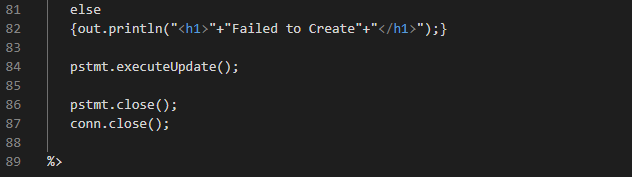 81 else
82 {out.println("<h1>"+"Failed to Create"+"</h1>");}
83
84 pstmt.executeUpdate();
85
86 pstmt.close();
87 conn.close();
88
89 %>